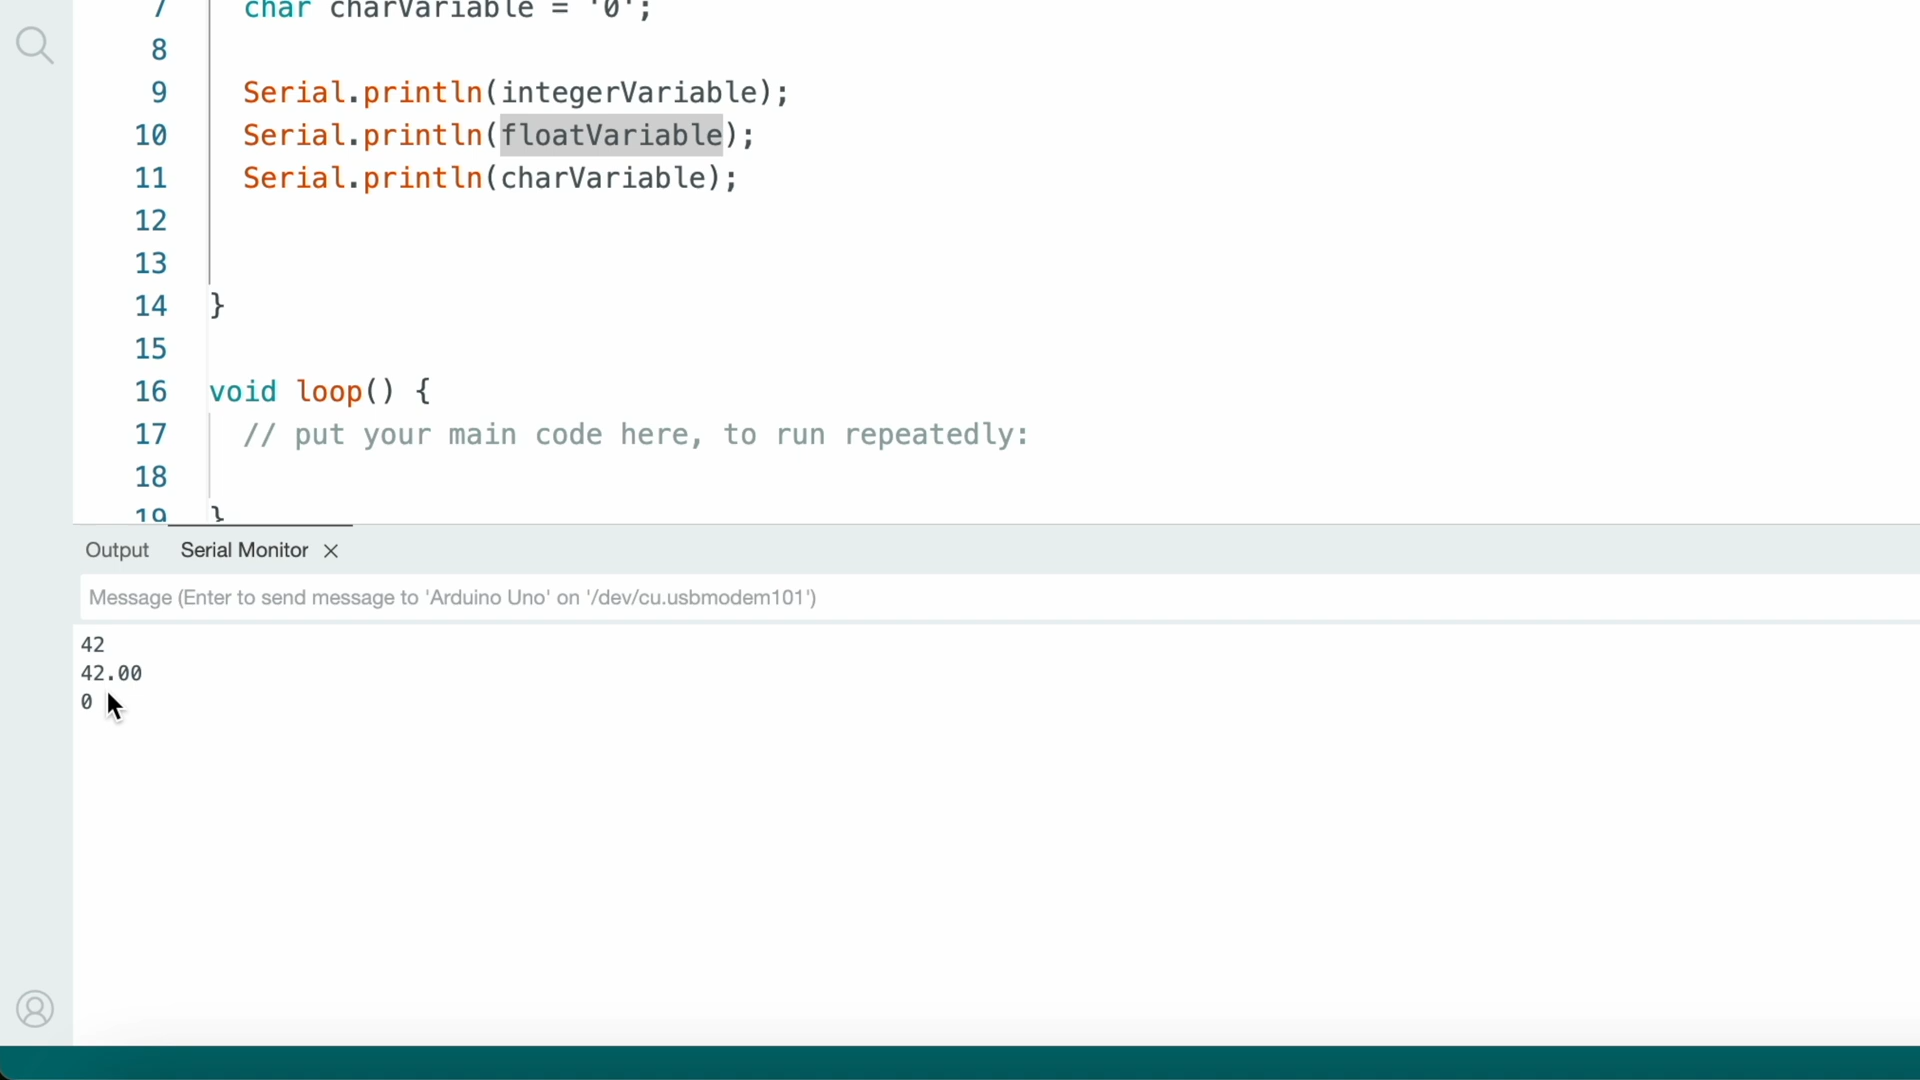 7 char charVariable = '0';
8
9 Serial.println(integerVariable);
10 Serial.println(floatVariable);
11 Serial.println(charVariable);
12
13
14 }
15
16 void loop() {
17 // put your main code here, to run repeatedly:
18
19 }
Output Serial Monitor
Message (Enter to send message to 'Arduino Uno' on '/dev/cu.usbmodem101')
42
42.00
0